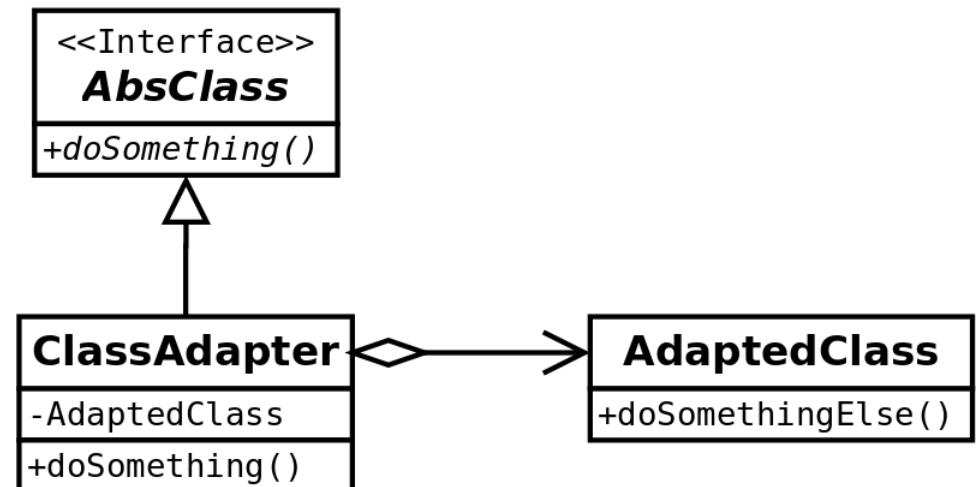 <<Interface>>
AbsClass
+doSomething()
ClassAdapter
-AdaptedClass
+doSomething()
AdaptedClass
+doSomethingElse()